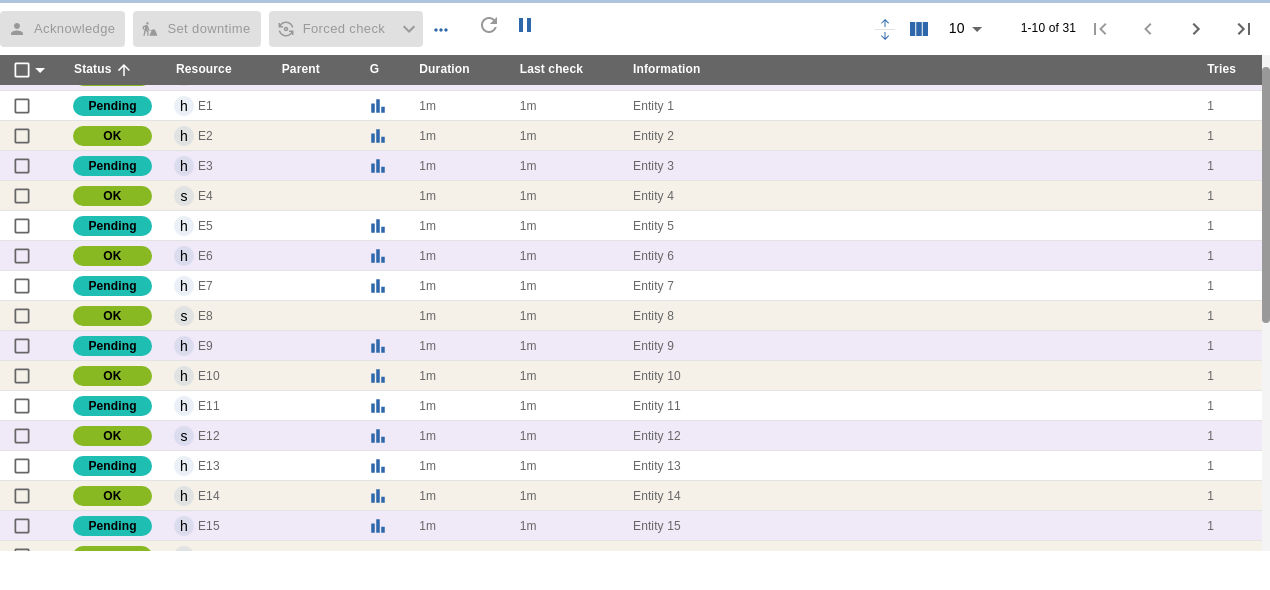 Acknowledge Set downtime Forced check 10 1-10 of 31
Status Resource Parent G Duration Last check Information Tries
Pending h E1 1m 1m Entity 1 1
OK h E2 1m 1m Entity 2 1
Pending h E3 1m 1m Entity 3 1
OK s E4 1m 1m Entity 4 1
Pending h E5 1m 1m Entity 5 1
OK h E6 1m 1m Entity 6 1
Pending h E7 1m 1m Entity 7 1
OK s E8 1m 1m Entity 8 1
Pending h E9 1m 1m Entity 9 1
OK h E10 1m 1m Entity 10 1
Pending h E11 1m 1m Entity 11 1
OK s E12 1m 1m Entity 12 1
Pending h E13 1m 1m Entity 13 1
OK h E14 1m 1m Entity 14 1
Pending h E15 1m 1m Entity 15 1